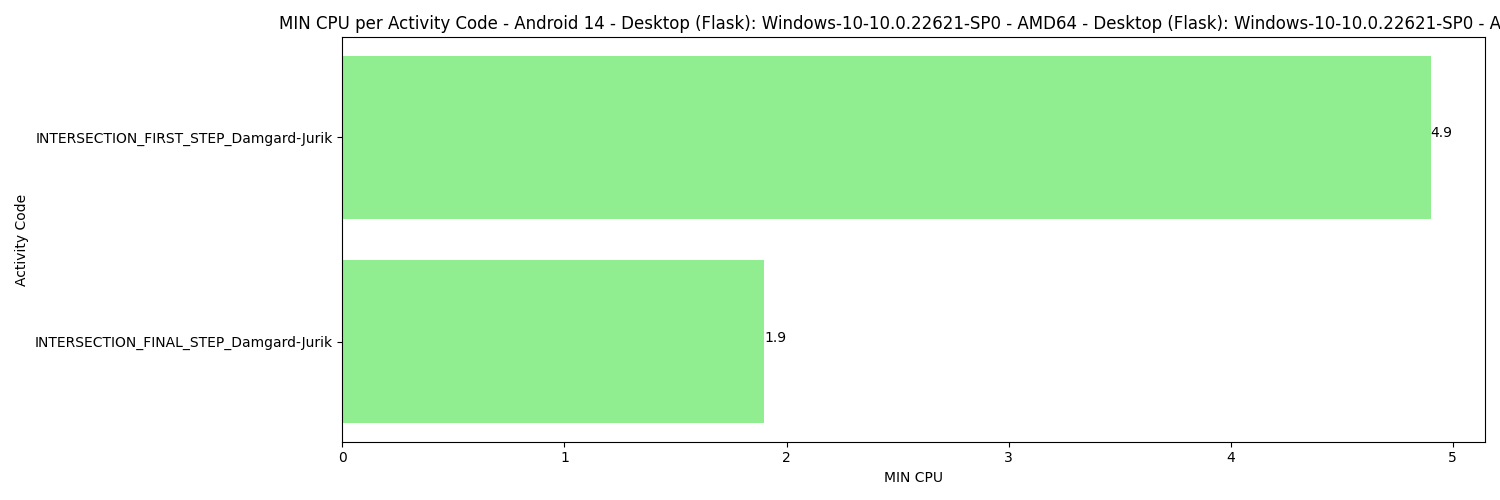 MIN CPU per Activity Code - Android 14 - Desktop (Flask): Windows-10-10.0.22621-SP0 - AMD64 - Desktop (Flask): Windows-10-10.0.22621-SP0 - A
INTERSECTION_FIRST_STEP_Damgard-Jurik
4.9
Activity Code
INTERSECTION_FINAL_STEP_Damgard-Jurik
1.9
0 1 2 3 4 5
MIN CPU